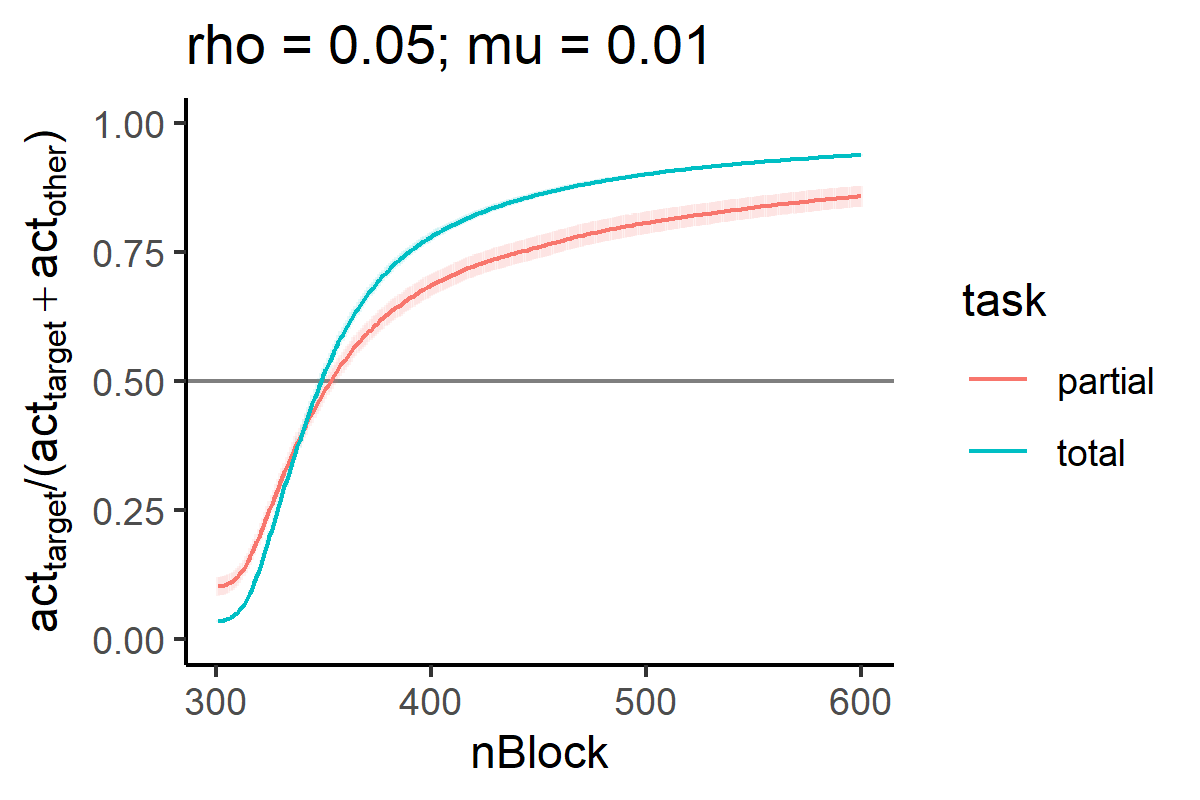 rho = 0.05; mu = 0.01
act_target/(act_target + act_other)
1.00
0.75
0.50
0.25
0.00
300 400 500 600
nBlock
task
partial
total